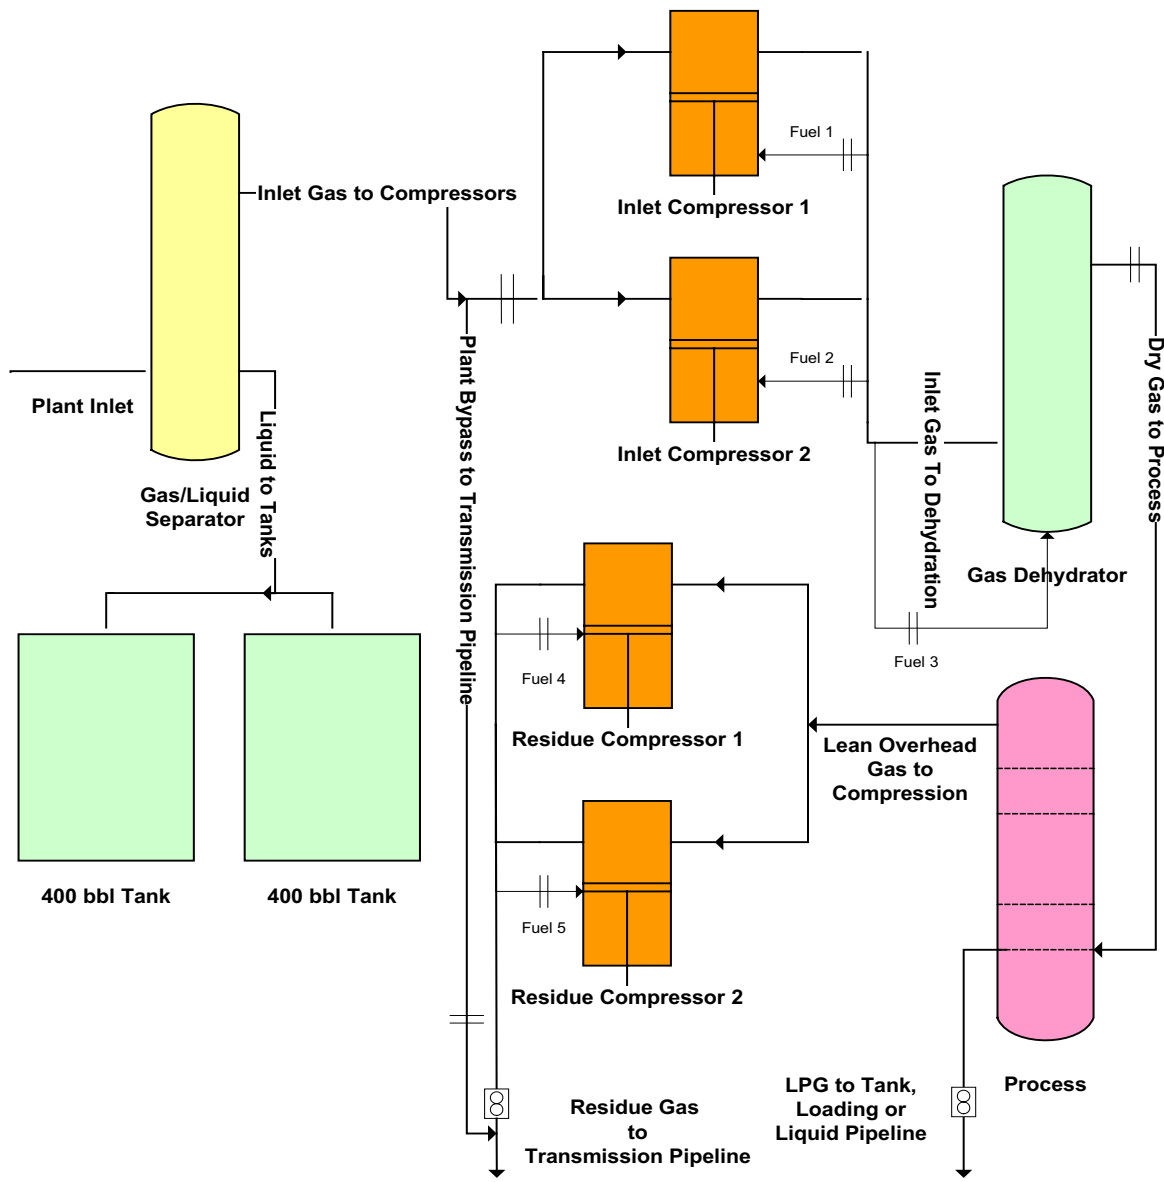 Fuel 1
Inlet Gas to Compressors
Inlet Compressor 1
Plant Inlet
Liquid to Tanks
Gas/Liquid
Separator
Plant Bypass to Transmission Pipeline
Fuel 2
Inlet Compressor 2
Inlet Gas To Dehydration
Dry Gas to Process
Gas Dehydrator
Fuel 3
Fuel 4
Residue Compressor 1
Lean Overhead
Gas to
Compression
400 bbl Tank
400 bbl Tank
Fuel 5
Residue Compressor 2
Process
LPG to Tank,
Loading or
Liquid Pipeline
Residue Gas
to
Transmission Pipeline